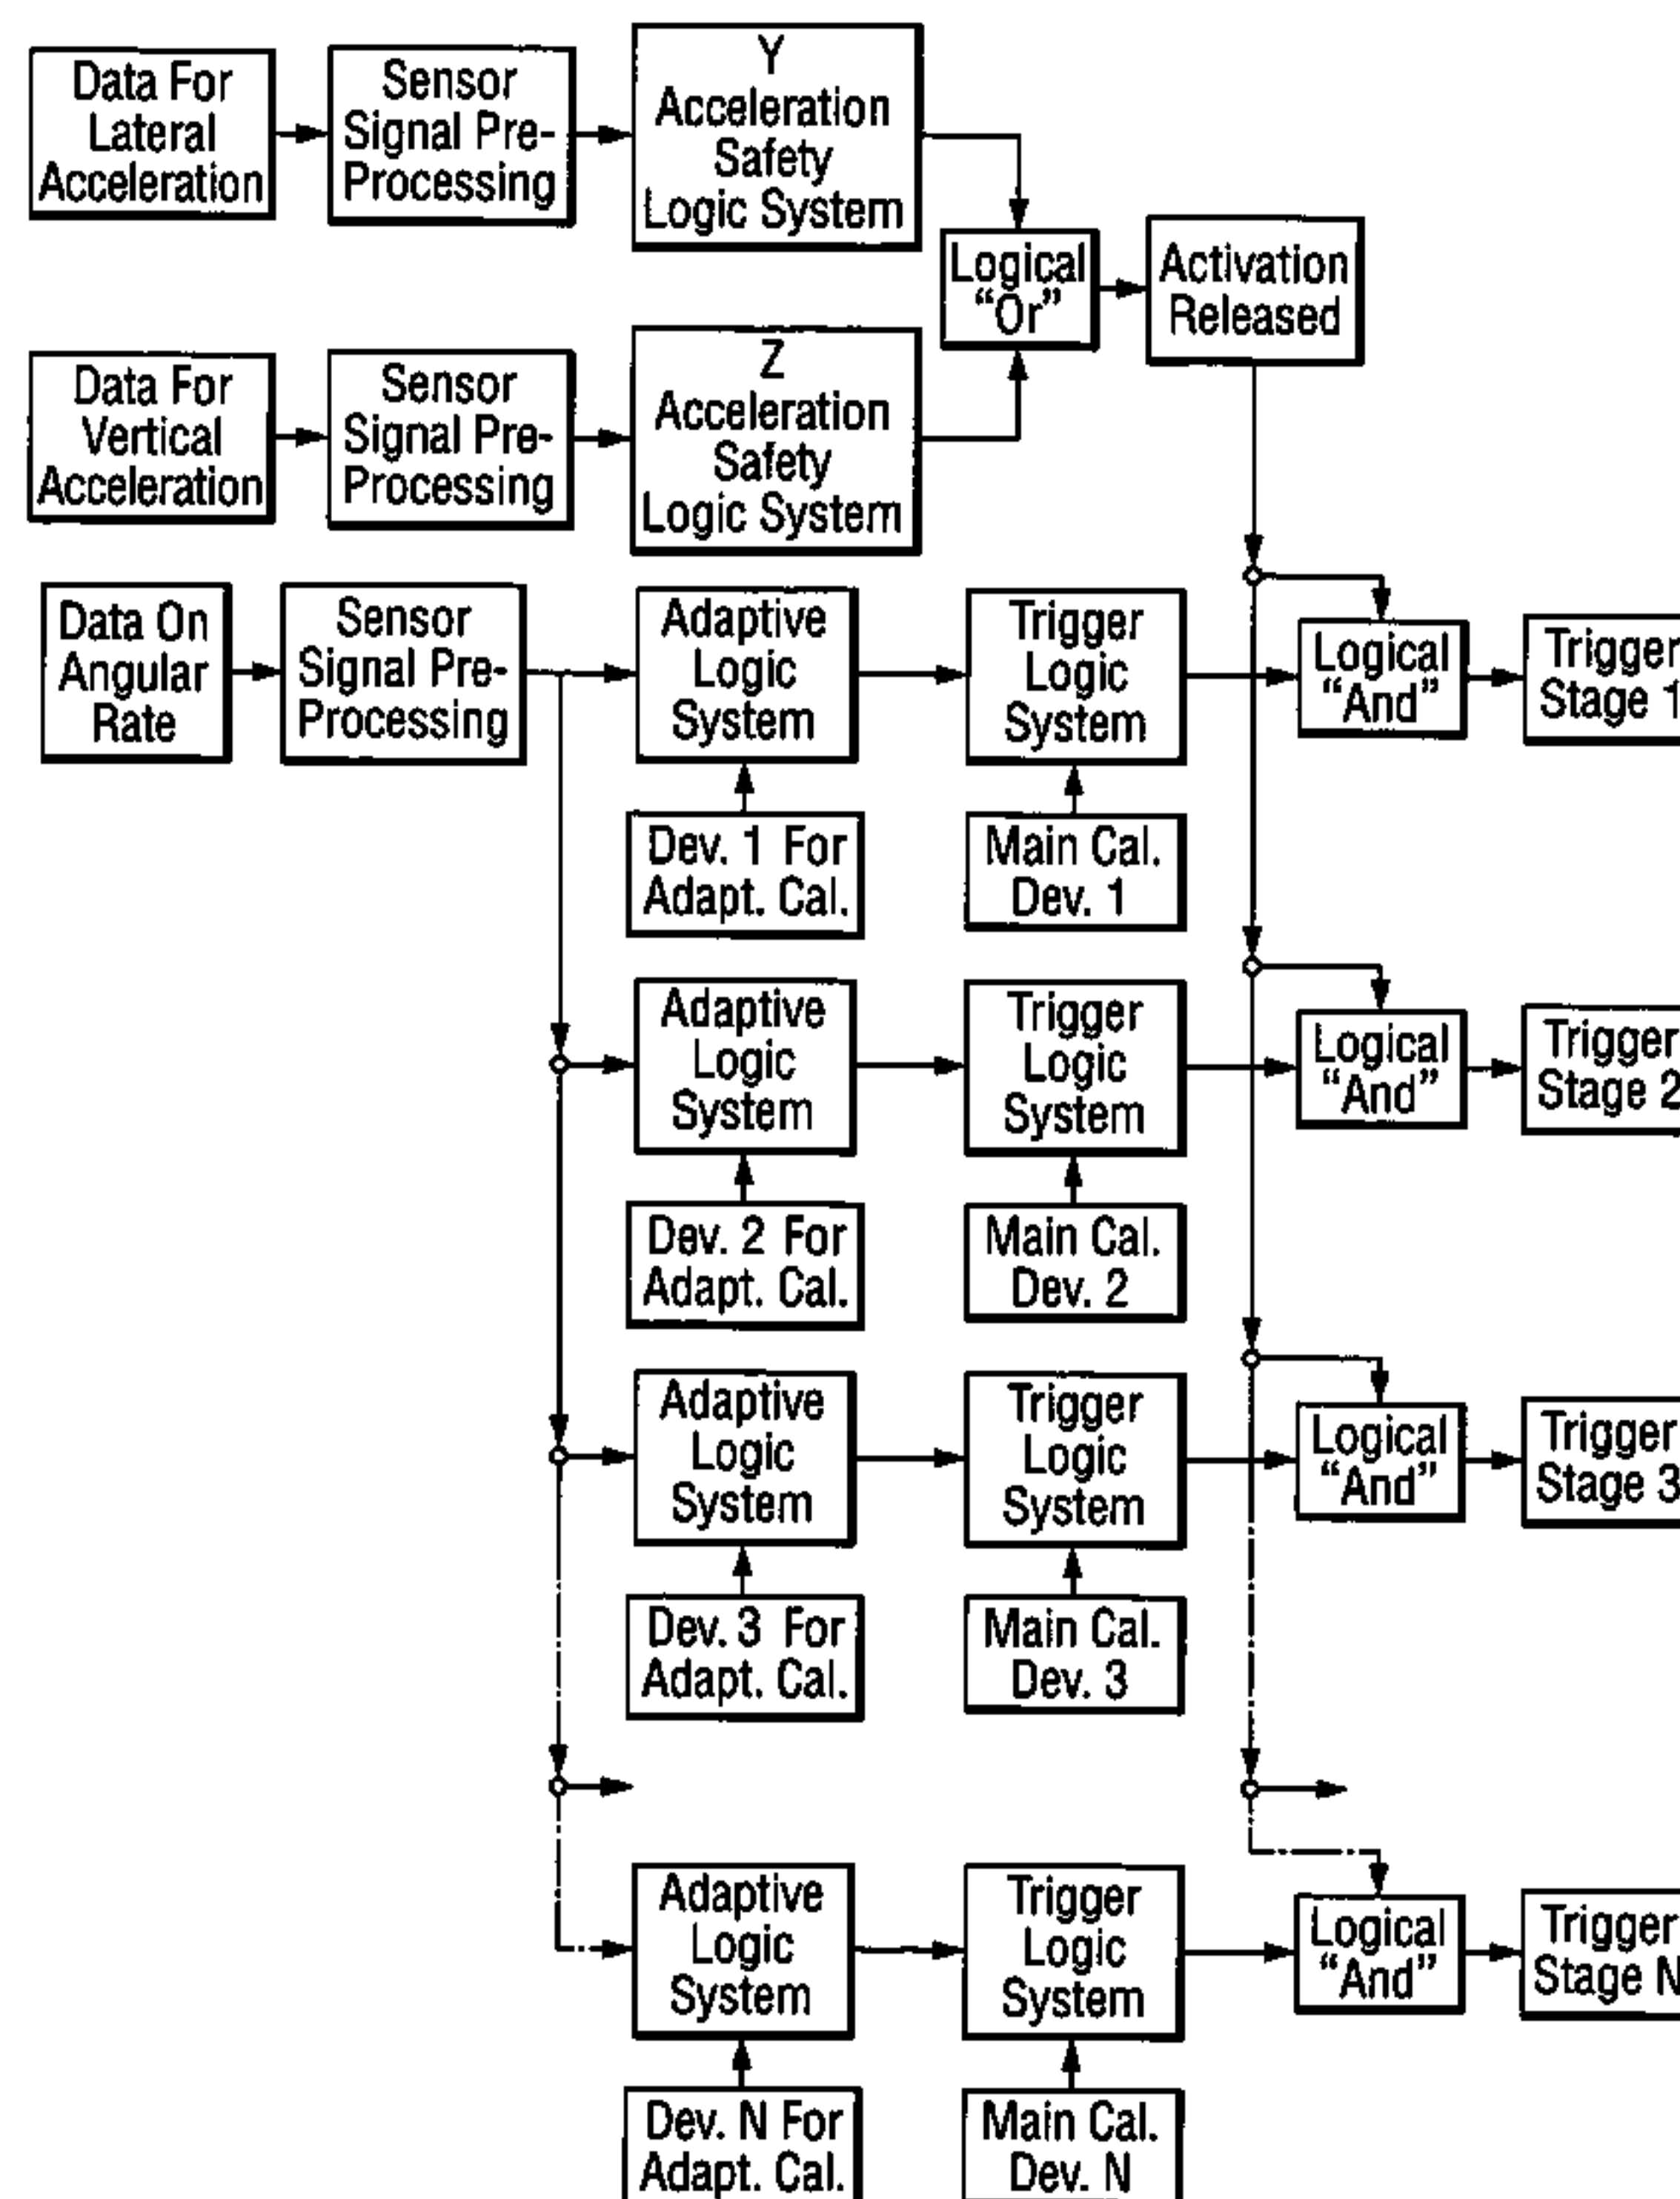 Data For
Lateral
Acceleration
Sensor
Signal Pre-
Processing
Y
Acceleration
Safety
Logic System
Logical
“Or”
Activation
Released
Data For
Vertical
Acceleration
Sensor
Signal Pre-
Processing
Z
Acceleration
Safety
Logic System
Data On
Angular
Rate
Sensor
Signal Pre-
Processing
Adaptive
Logic
System
Trigger
Logic
System
Logical
“And”
Trigger
Stage 1
Dev. 1 For
Adapt. Cal.
Main Cal.
Dev. 1
Adaptive
Logic
System
Trigger
Logic
System
Logical
“And”
Trigger
Stage 2
Dev. 2 For
Adapt. Cal.
Main Cal.
Dev. 2
Adaptive
Logic
System
Trigger
Logic
System
Logical
“And”
Trigger
Stage 3
Dev. 3 For
Adapt. Cal.
Main Cal.
Dev. 3
Adaptive
Logic
System
Trigger
Logic
System
Logical
“And”
Trigger
Stage N
Dev. N For
Adapt. Cal.
Main Cal.
Dev. N